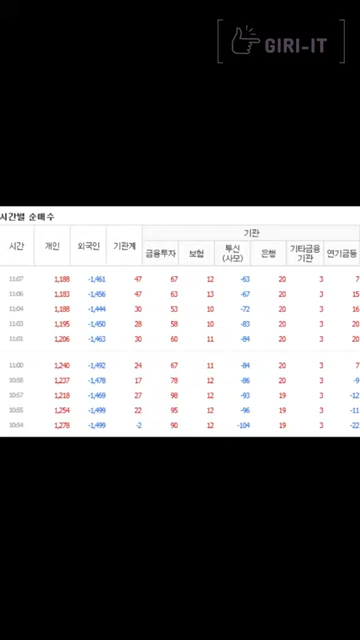 GIRI-IT
시간별 순매수
시간 개인 외국인 기관계 기관
금융투자 보험 투신(사모) 은행 기타금융기관 연기금등
11:07 1,188 -1,461 47 67 12 -63 20 3 7
11:06 1,183 -1,456 47 63 13 -67 20 3 15
11:04 1,188 -1,444 30 53 10 -72 20 3 16
11:03 1,195 -1,450 28 58 10 -83 20 3 20
11:01 1,206 -1,463 30 60 11 -84 20 3 20
11:00 1,240 -1,492 24 67 11 -84 20 3 7
1,237 -1,478 17 78 12 -86 20 3 -9
10:57 1,218 -1,469 27 98 12 -93 19 3 -12
10:55 1,254 -1,499 22 95 12 -96 19 3 -11
10:54 1,278 -1,499 -2 90 12 -104 19 3 -22